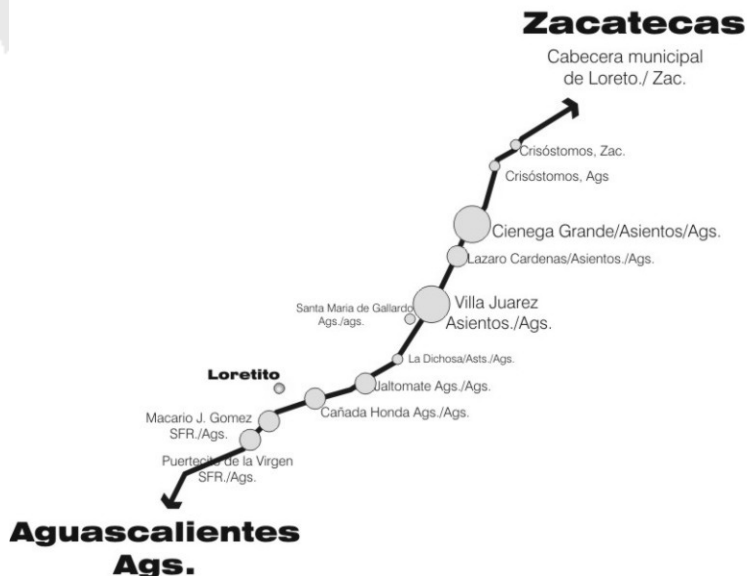 Zacatecas
Cabecera municipal
de Loreto./ Zac.
Crisóstomos, Zac.
Crisóstomos, Ags
Cienega Grande/Asientos/Ags.
Lazaro Cardenas/Asientos./Ags.
Santa Maria de Gallardo
Ags./ags.
Villa Juarez
Asientos./Ags.
La Dichosa/Asts./Ags.
Loretito
Jaltomate Ags./Ags.
Cañada Honda Ags./Ags.
Macario J. Gomez
SFR./Ags.
Puertecito de la Virgen
SFR./Ags.
Aguascalientes
Ags.